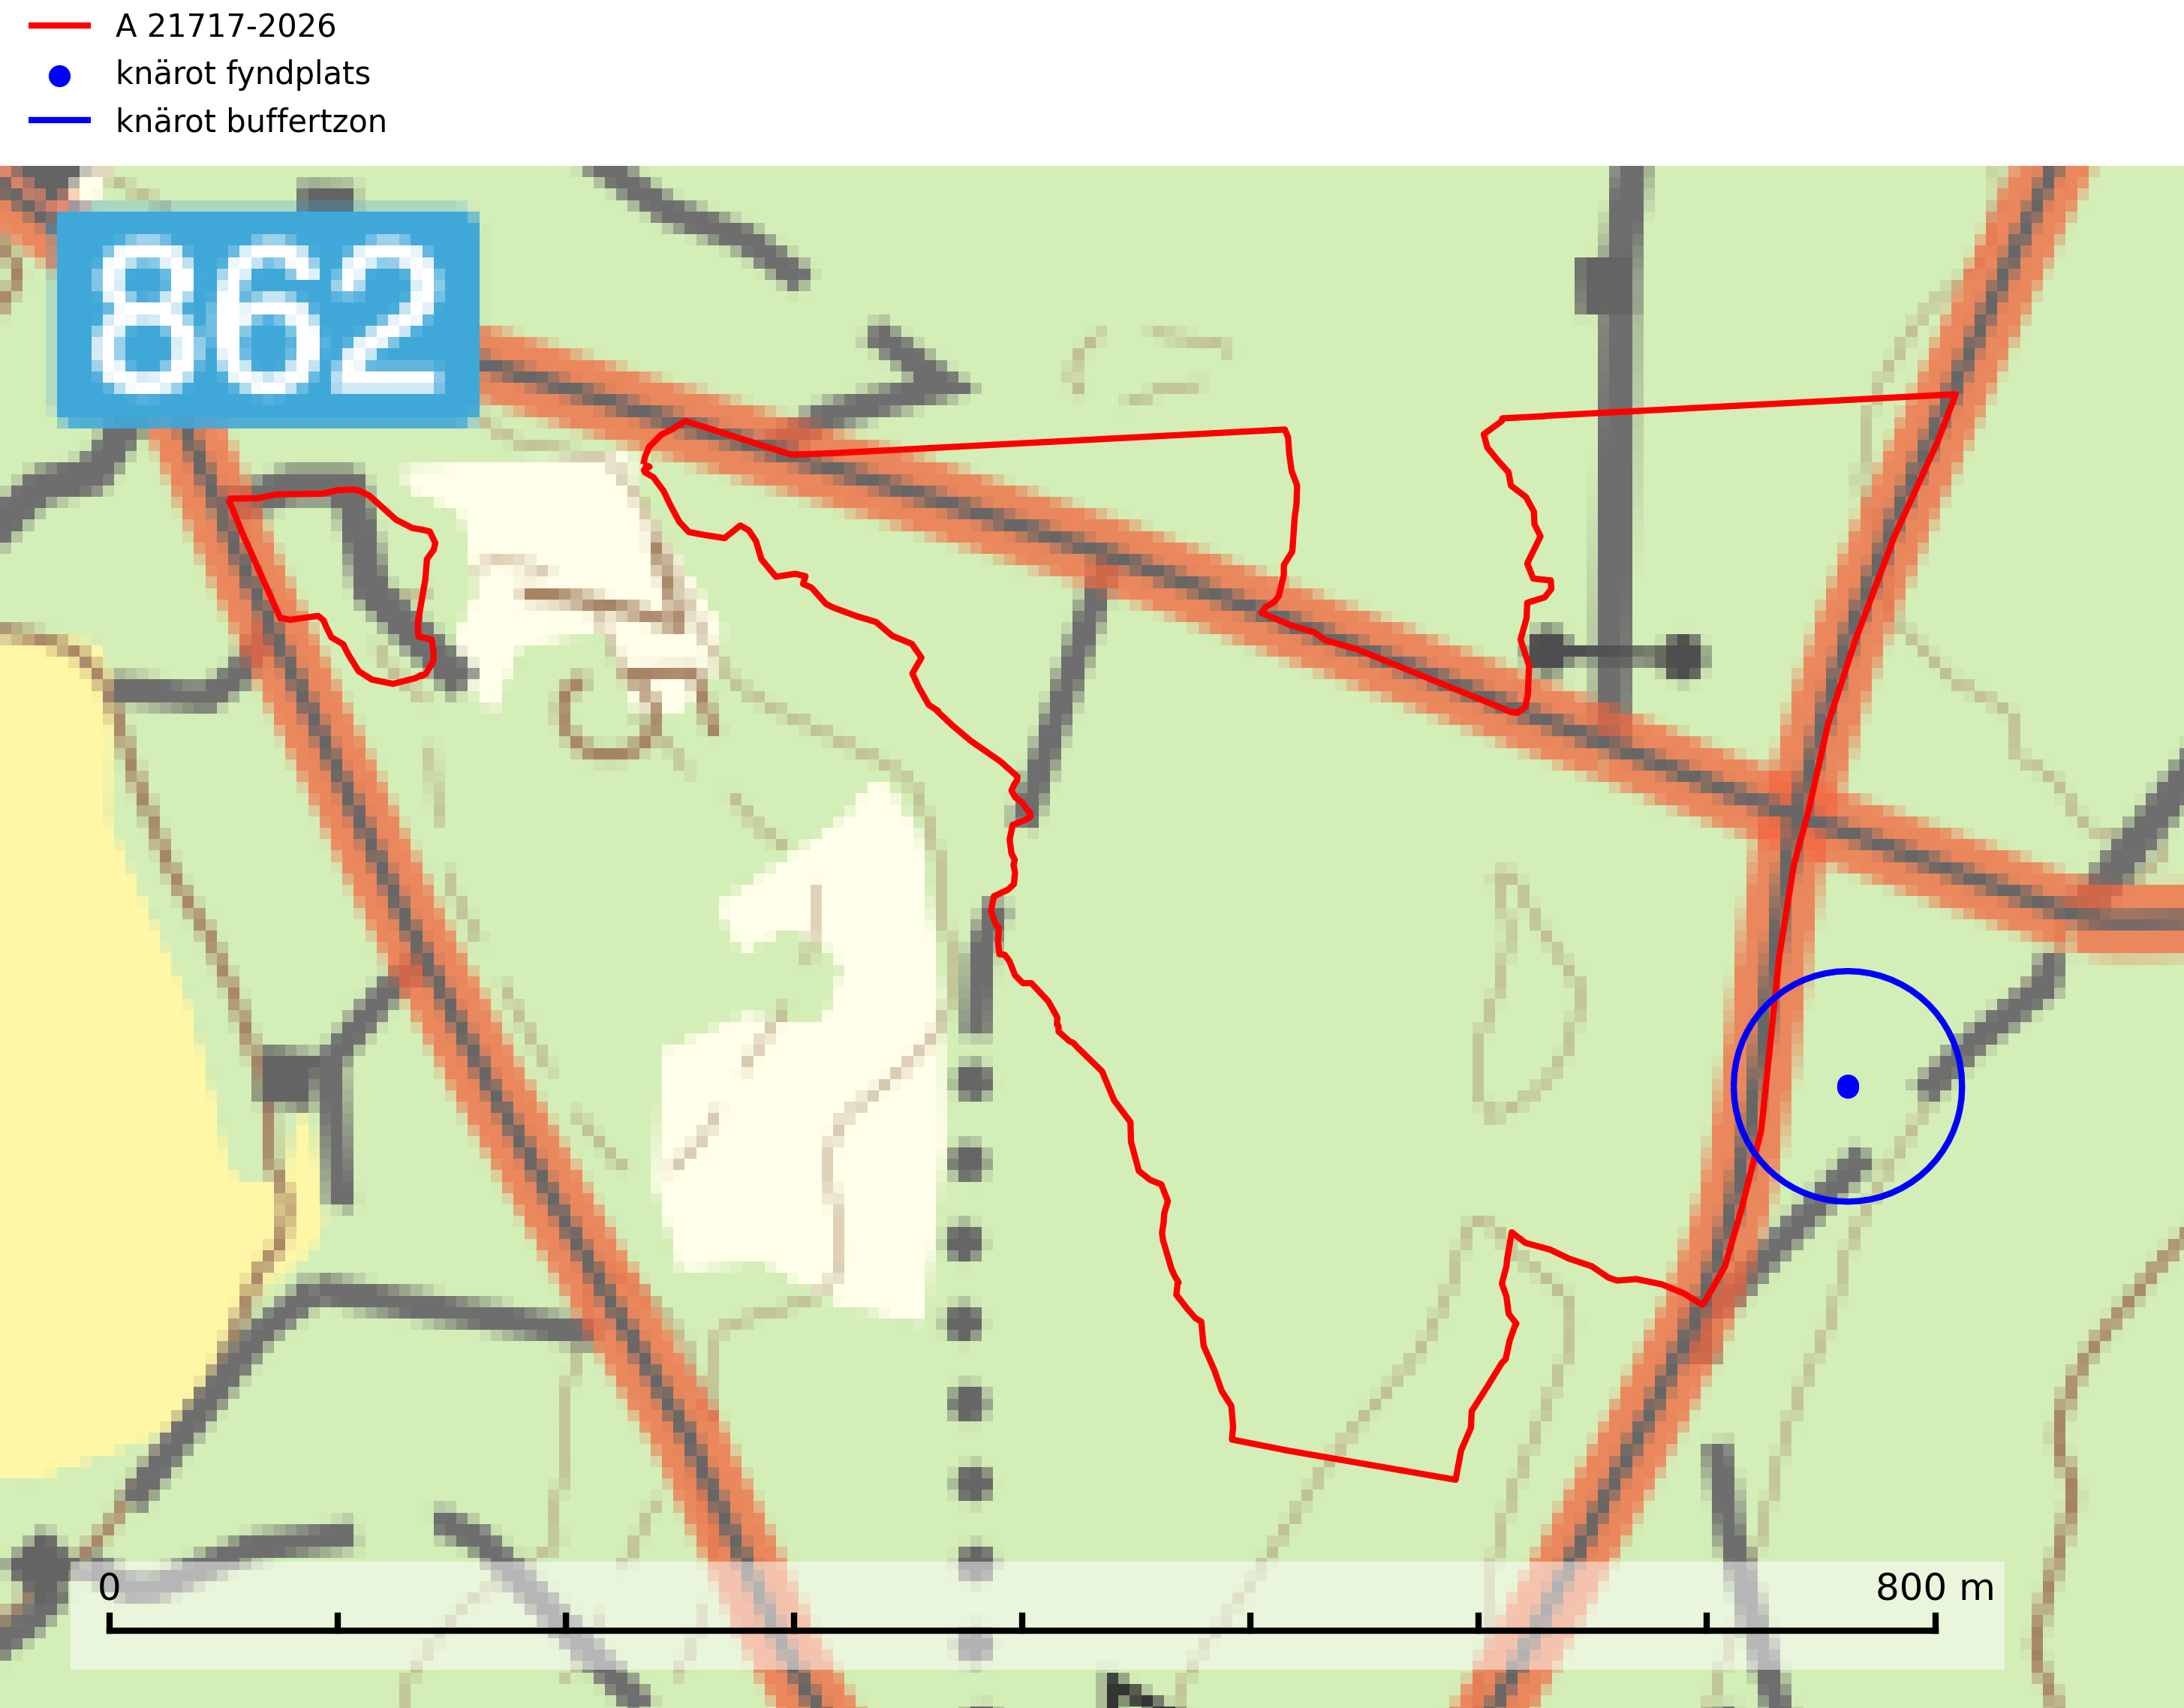 A 21717-2026
knärot fyndplats
knärot buffertzon
862
0
800 m